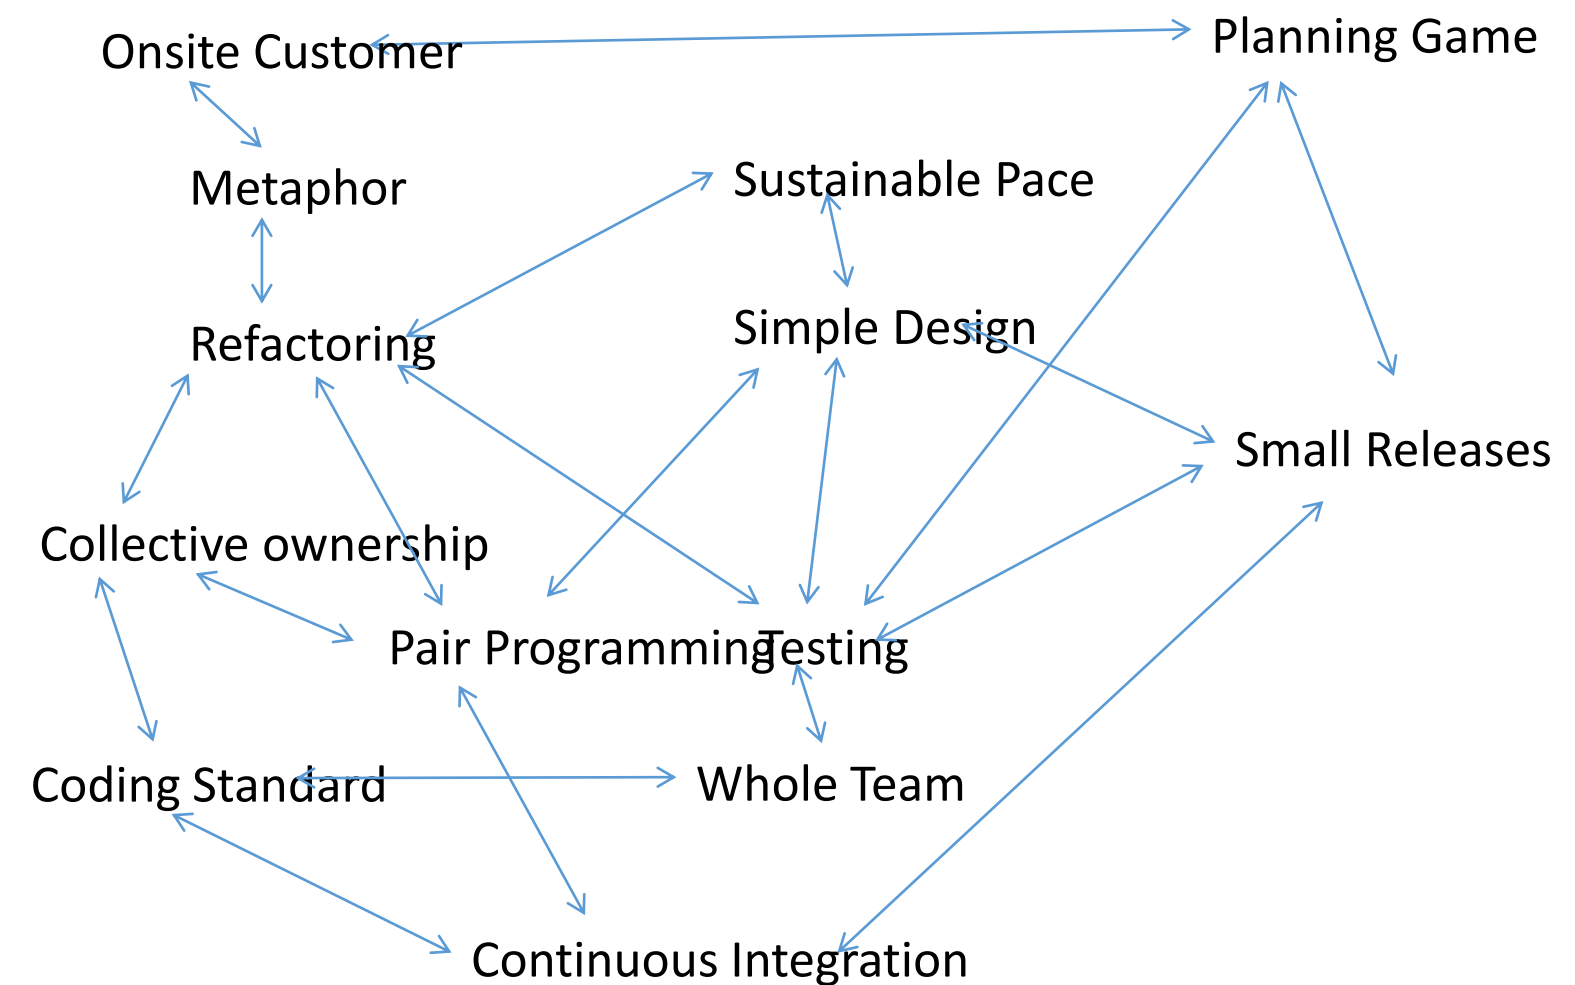 Onsite Customer
Planning Game
Metaphor
Sustainable Pace
Refactoring
Simple Design
Small Releases
Collective ownership
Pair Programming
Testing
Coding Standard
Whole Team
Continuous Integration